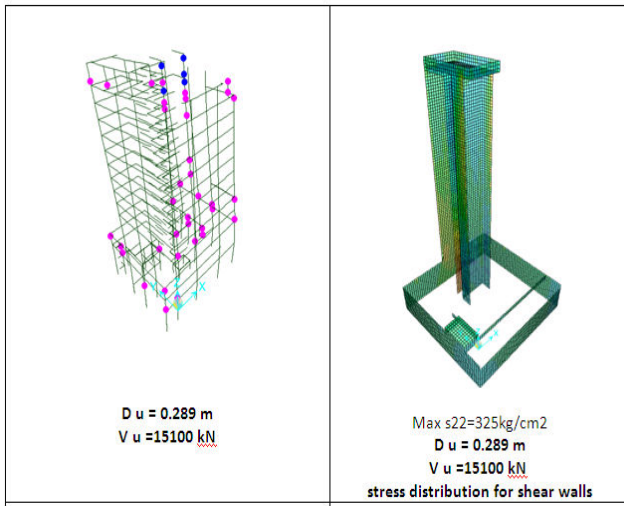 X
D u = 0.289 m
V u =15100 kN
Max s22=325kg/cm2
D u = 0.289 m
V u =15100 kN
stress distribution for shear walls